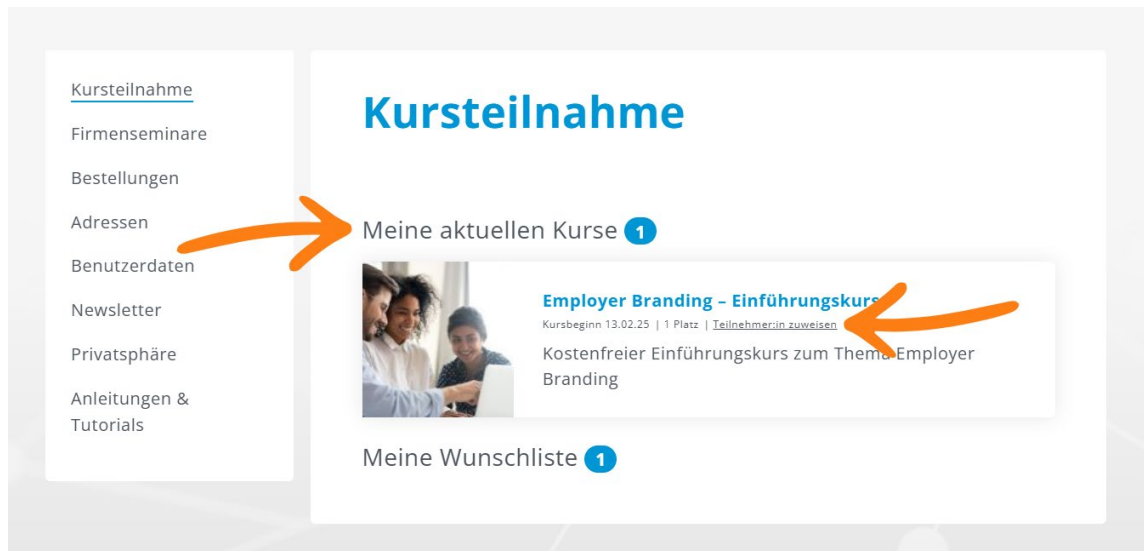 Kursteilnahme
Firmenseminare
Bestellungen
Adressen
Benutzerdaten
Newsletter
Privatsphäre
Anleitungen &
Tutorials
Kursteilnahme
Meine aktuellen Kurse 1
Employer Branding – Einführungskurs
Kursbeginn 13.02.25 | 1 Platz | Teilnehmer:in zuweisen
Kostenfreier Einführungskurs zum Thema Employer
Branding
Meine Wunschliste 1